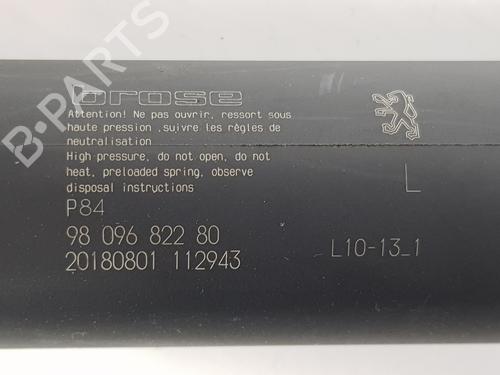 B-PARTS
brose
Attention! Ne pas ouvrir, ressort sous
haute pression ,suivre les règles de
neutralisation
High pressure, do not open, do not
heat, preloaded spring, observe
disposal instructions
L
P84
98 096 822 80
20180801 112943
L10-13_1